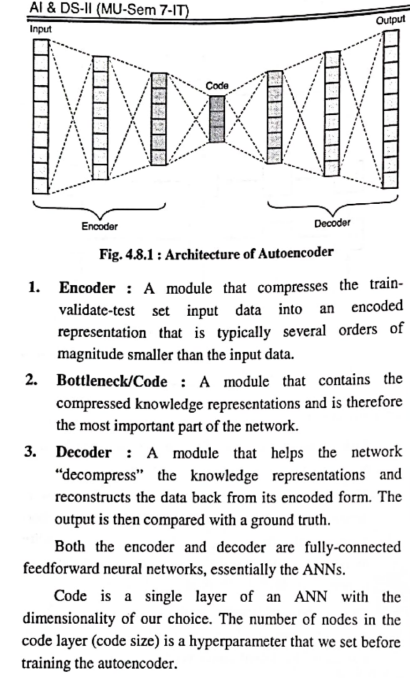 AI & DS-II (MU-Sem 7-IT)
Input
Output
Code
Encoder
Decoder
Fig. 4.8.1 : Architecture of Autoencoder
1. Encoder : A module that compresses the train-
validate-test set input data into an encoded
representation that is typically several orders of
magnitude smaller than the input data.
2. Bottleneck/Code : A module that contains the
compressed knowledge representations and is therefore
the most important part of the network.
3. Decoder : A module that helps the network
“decompress” the knowledge representations and
reconstructs the data back from its encoded form. The
output is then compared with a ground truth.
Both the encoder and decoder are fully-connected
feedforward neural networks, essentially the ANNs.
Code is a single layer of an ANN with the
dimensionality of our choice. The number of nodes in the
code layer (code size) is a hyperparameter that we set before
training the autoencoder.